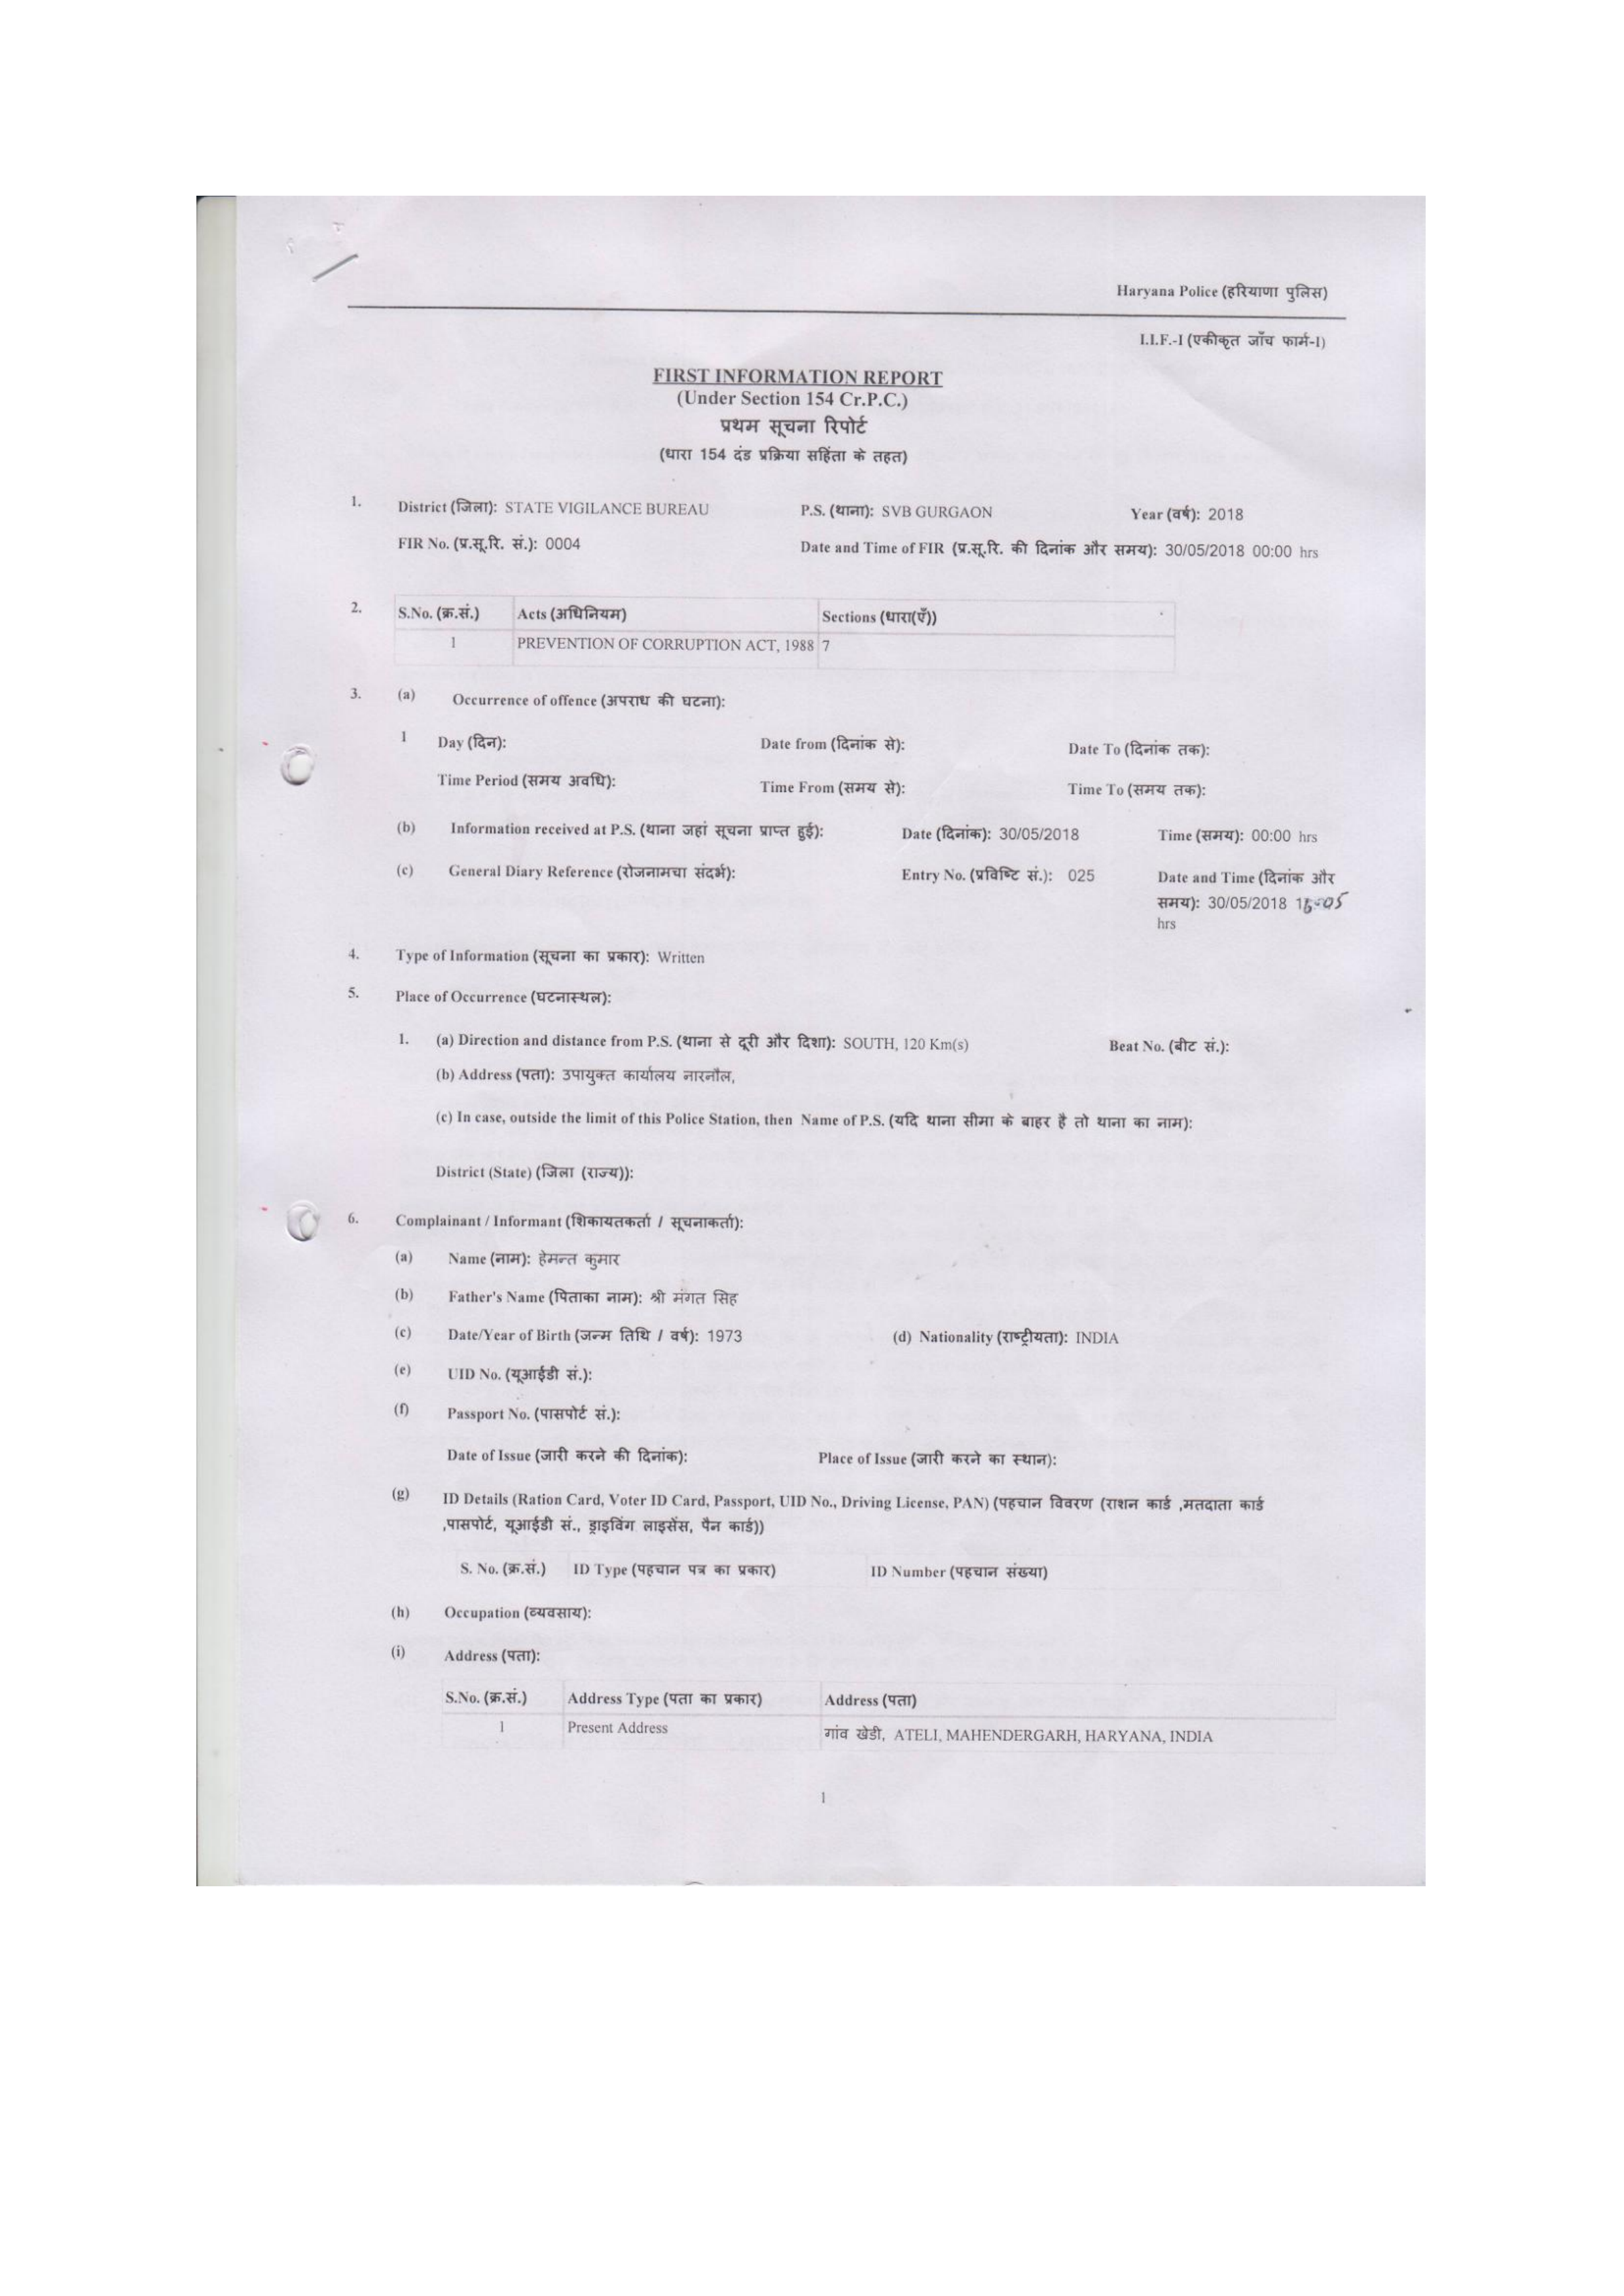 Haryana Police (हरियाणा पुलिस)
I.I.F.-I (एकीकृत जाँच फार्म-I)
FIRST INFORMATION REPORT
(Under Section 154 Cr.P.C.)
प्रथम सूचना रिपोर्ट
(धारा 154 दंड प्रक्रिया सहिंता के तहत)
1. District (जिला): STATE VIGILANCE BUREAU P.S. (थाना): SVB GURGAON Year (वर्ष): 2018
FIR No. (प्र.सू.रि. सं.): 0004 Date and Time of FIR (प्र.सू.रि. की दिनांक और समय): 30/05/2018 00:00 hrs
2. S.No. (क्र.सं.) Acts (अधिनियम) Sections (धारा(एँ))
1 PREVENTION OF CORRUPTION ACT, 1988 7
3. (a) Occurrence of offence (अपराध की घटना):
1 Day (दिन): Date from (दिनांक से): Date To (दिनांक तक):
Time Period (समय अवधि): Time From (समय से): Time To (समय तक):
(b) Information received at P.S. (थाना जहां सूचना प्राप्त हुई): Date (दिनांक): 30/05/2018 Time (समय): 00:00 hrs
(c) General Diary Reference (रोजनामचा संदर्भ): Entry No. (प्रविष्टि सं.): 025 Date and Time (दिनांक और
समय): 30/05/2018
hrs
4. Type of Information (सूचना का प्रकार): Written
5. Place of Occurrence (घटनास्थल):
1. (a) Direction and distance from P.S. (थाना से दूरी और दिशा): SOUTH, 120 Km(s) Beat No. (बीट सं.):
(b) Address (पता): उपायुक्त कार्यालय नारनौल,
(c) In case, outside the limit of this Police Station, then Name of P.S. (यदि थाना सीमा के बाहर है तो थाना का नाम):
District (State) (जिला (राज्य)):
6. Complainant / Informant (शिकायतकर्ता / सूचनाकर्ता):
(a) Name (नाम): हेमन्त कुमार
(b) Father's Name (पिताका नाम): श्री मंगत सिह
(c) Date/Year of Birth (जन्म तिथि / वर्ष): 1973 (d) Nationality (राष्ट्रीयता): INDIA
(e) UID No. (यूआईडी सं.):
(f) Passport No. (पासपोर्ट सं.):
Date of Issue (जारी करने की दिनांक): Place of Issue (जारी करने का स्थान):
(g) ID Details (Ration Card, Voter ID Card, Passport, UID No., Driving License, PAN) (पहचान विवरण (राशन कार्ड ,मतदाता कार्ड
,पासपोर्ट, यूआईडी सं., ड्राइविंग लाइसेंस, पैन कार्ड))
S. No. (क्र.सं.) ID Type (पहचान पत्र का प्रकार) ID Number (पहचान संख्या)
(h) Occupation (व्यवसाय):
(i) Address (पता):
S.No. (क्र.सं.) Address Type (पता का प्रकार) Address (पता)
1 Present Address गांव खेडी, ATELI, MAHENDERGARH, HARYANA, INDIA
1